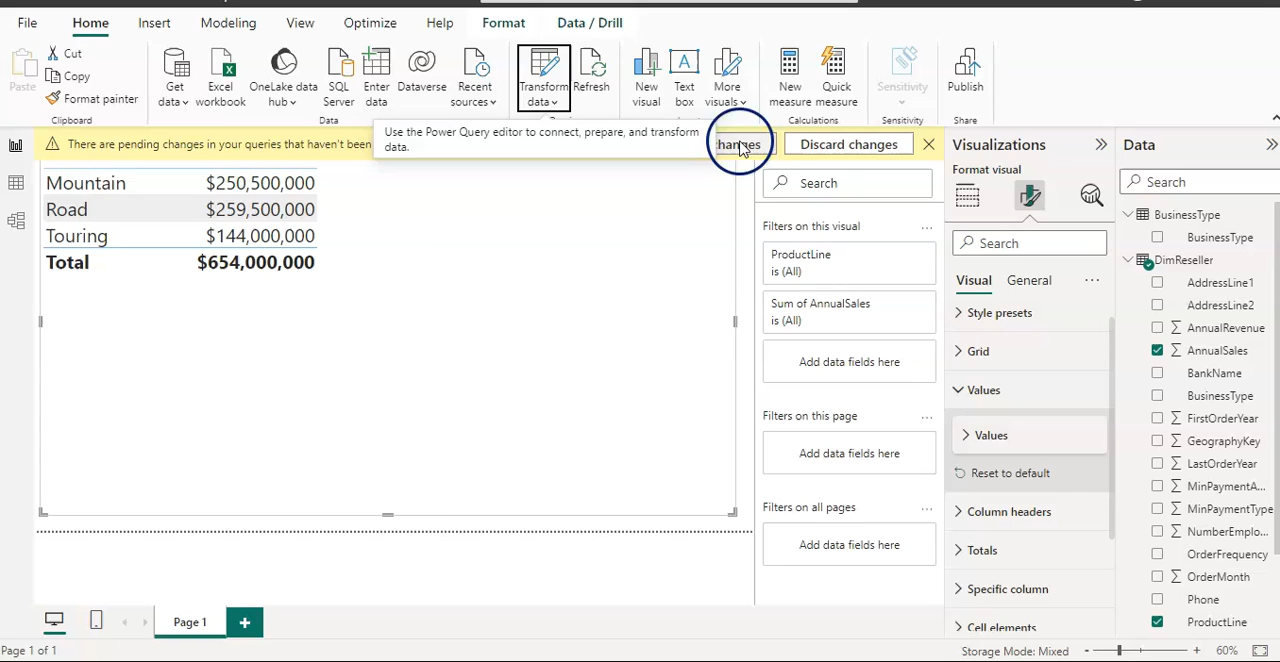 File Home Insert Modeling View Optimize Help Format Data / Drill
Paste
Cut
Copy
Format painter
Clipboard
Get data
Excel workbook
OneLake data hub
SQL Server
Enter data
Dataverse
Recent sources
Data
Transform data
Refresh
New visual
Text box
More visuals
New measure
Quick measure
Calculations
Sensitivity
Sensitivity
Publish
Share
There are pending changes in your queries that haven't been
Use the Power Query editor to connect, prepare, and transform
data.
changes
Discard changes
Mountain $250,500,000
Road $259,500,000
Touring $144,000,000
Total $654,000,000
Search
Filters on this visual ...
ProductLine
is (All)
Sum of AnnualSales
is (All)
Add data fields here
Filters on this page ...
Add data fields here
Filters on all pages ...
Add data fields here
Visualizations
Format visual
Search
Visual General ...
Style presets
Grid
Values
Values
Reset to default
Column headers
Totals
Specific column
Cell elements
Data
Search
BusinessType
BusinessType
DimReseller
AddressLine1
AddressLine2
AnnualRevenue
AnnualSales
BankName
BusinessType
FirstOrderYear
GeographyKey
LastOrderYear
MinPaymentA...
MinPaymentType
NumberEmplo...
OrderFrequency
OrderMonth
Phone
ProductLine
Page 1
Page 1 of 1
Storage Mode: Mixed
- + 60%